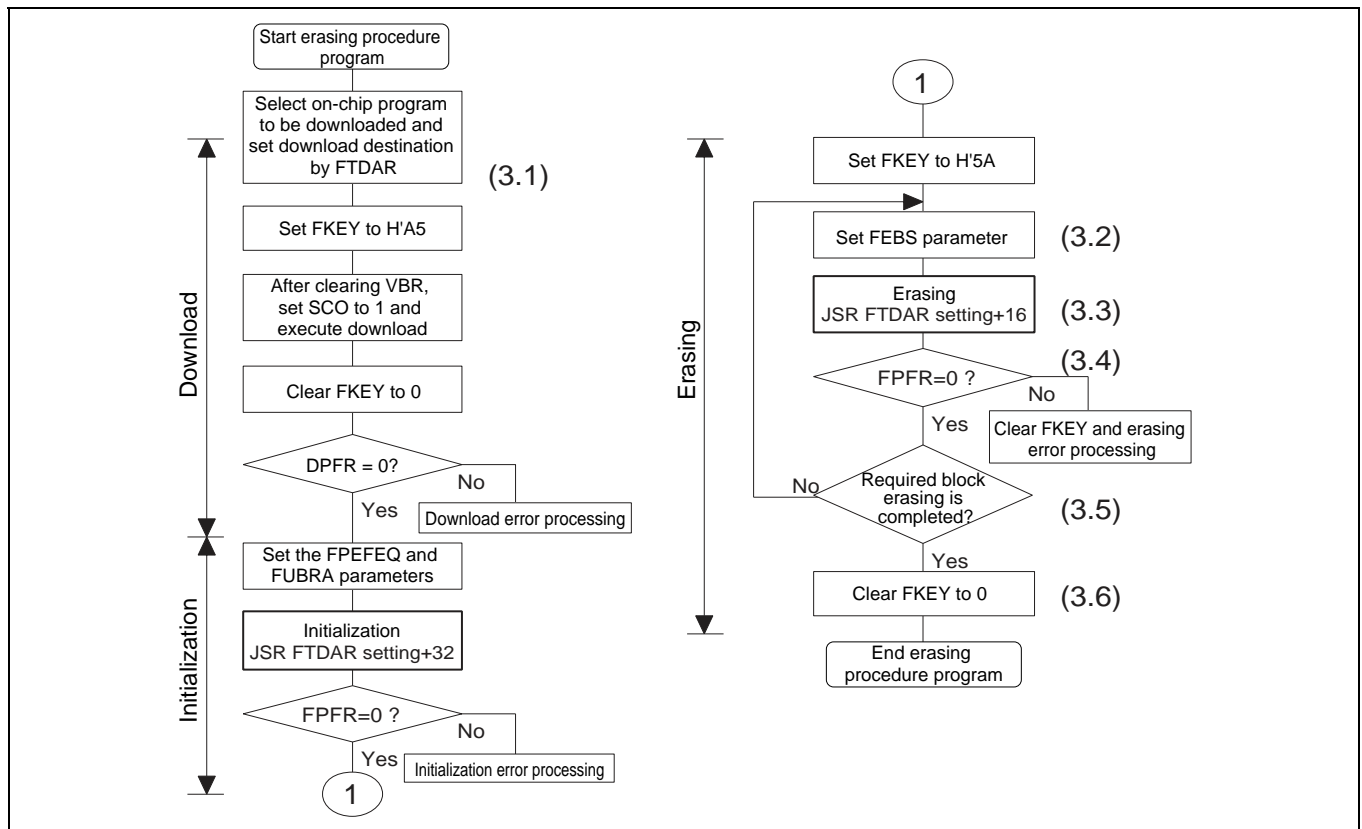 Start erasing procedure
program
Select on-chip program
to be downloaded and
set download destination
by FTDAR
(3.1)
Set FKEY to H'A5
After clearing VBR,
set SCO to 1 and
execute download
Clear FKEY to 0
DPFR = 0?
No
Yes
Download error processing
Download
Set the FPEFEQ and
FUBRA parameters
Initialization
JSR FTDAR setting+32
FPFR=0 ?
No
Yes
Initialization error processing
Initialization
1
1
Set FKEY to H'5A
Set FEBS parameter
(3.2)
Erasing
JSR FTDAR setting+16
(3.3)
(3.4)
FPFR=0 ?
No
Yes
Clear FKEY and erasing
error processing
Erasing
No
Required block
erasing is
completed?
(3.5)
Yes
Clear FKEY to 0
(3.6)
End erasing
procedure program